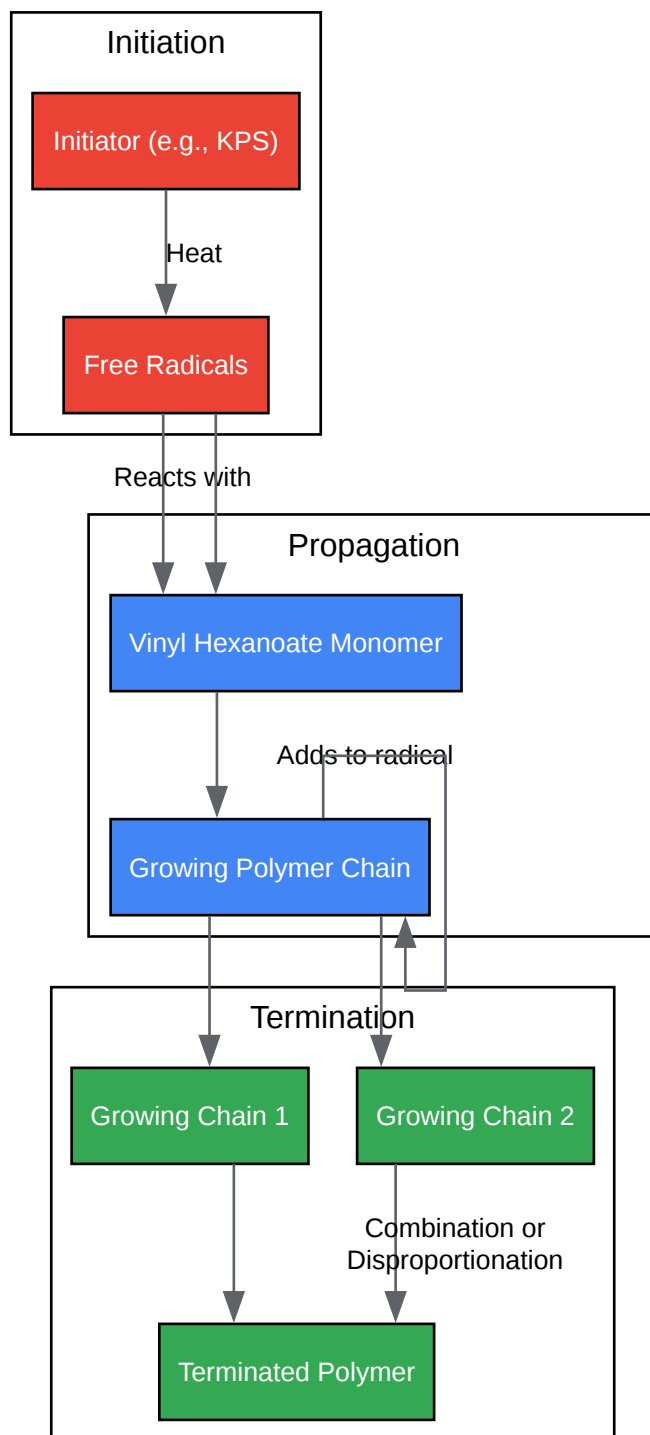 Initiation
Initiator (e.g., KPS)
Heat
Free Radicals
Reacts with
Propagation
Vinyl Hexanoate Monomer
Adds to radical
Growing Polymer Chain
Termination
Growing Chain 1
Growing Chain 2
Combination or
Disproportionation
Terminated Polymer